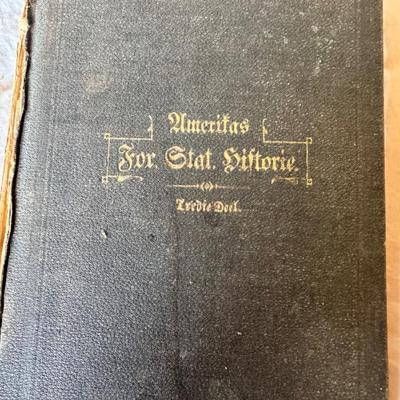 Amerikas
For. Stat. Historie.
Tredie Deel.